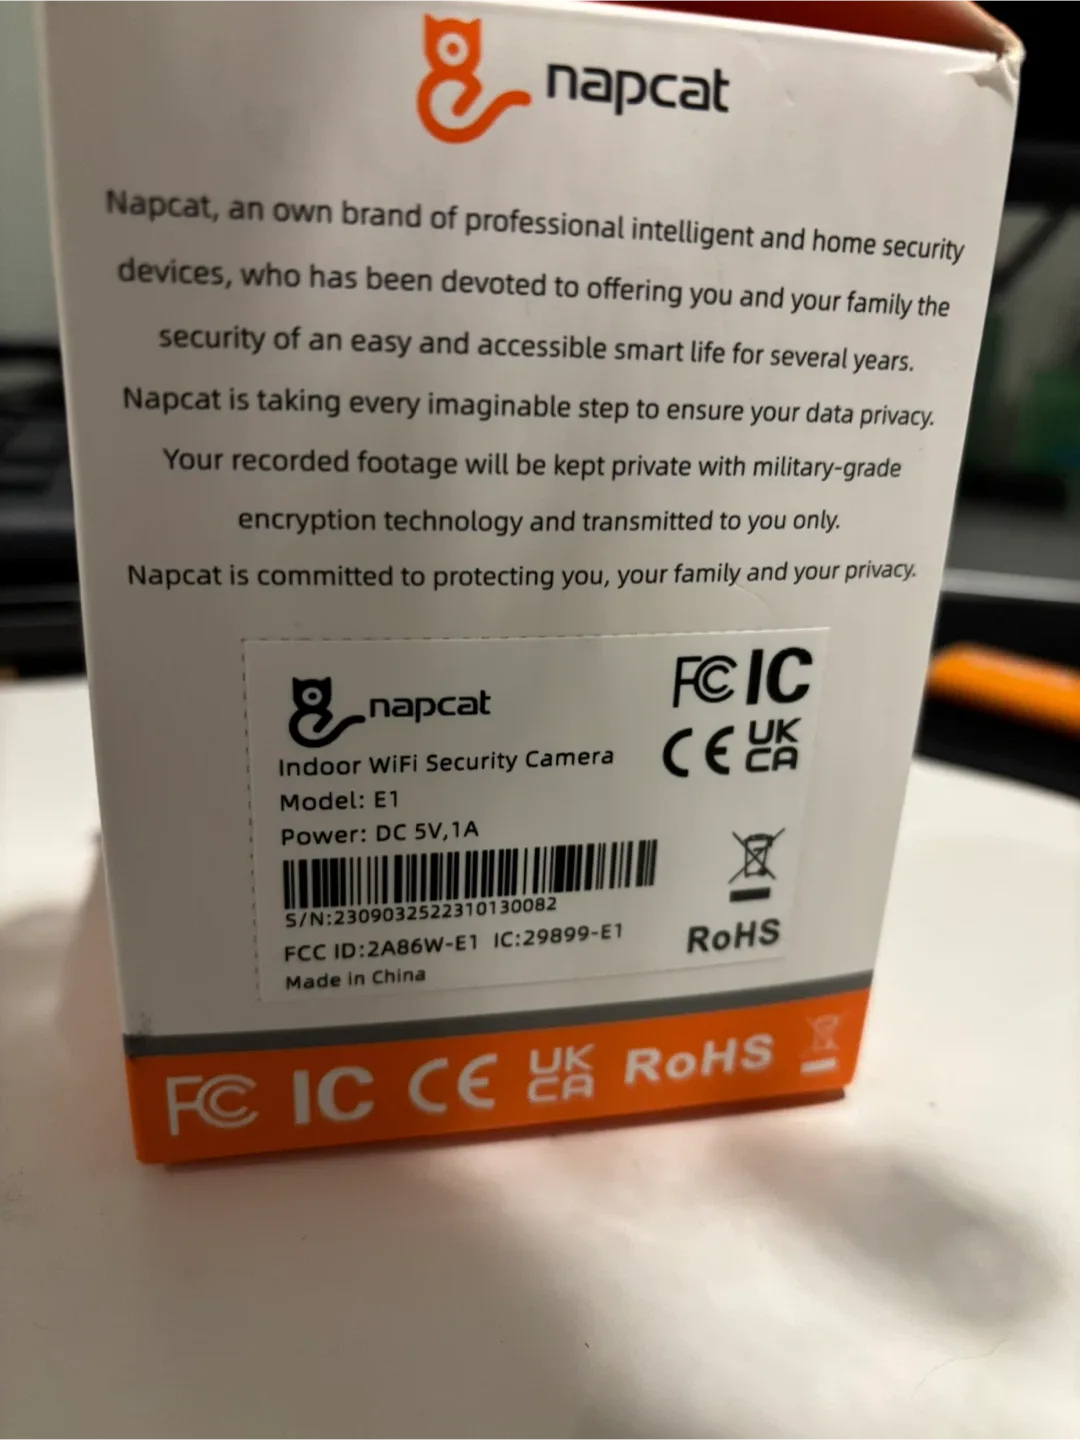 napcat
Napcat, an own brand of professional intelligent and home security
devices, who has been devoted to offering you and your family the
security of an easy and accessible smart life for several years.
Napcat is taking every imaginable step to ensure your data privacy.
Your recorded footage will be kept private with military-grade
encryption technology and transmitted to you only.
Napcat is committed to protecting you, your family and your privacy.
napcat
FC IC
CE UK CA
Indoor WiFi Security Camera
Model: E1
Power: DC 5V,1A
S/N:2309032522310130082
FCC ID:2A86W-E1 IC:29899-E1
Made in China
RoHS
FC IC CE UK CA RoHS